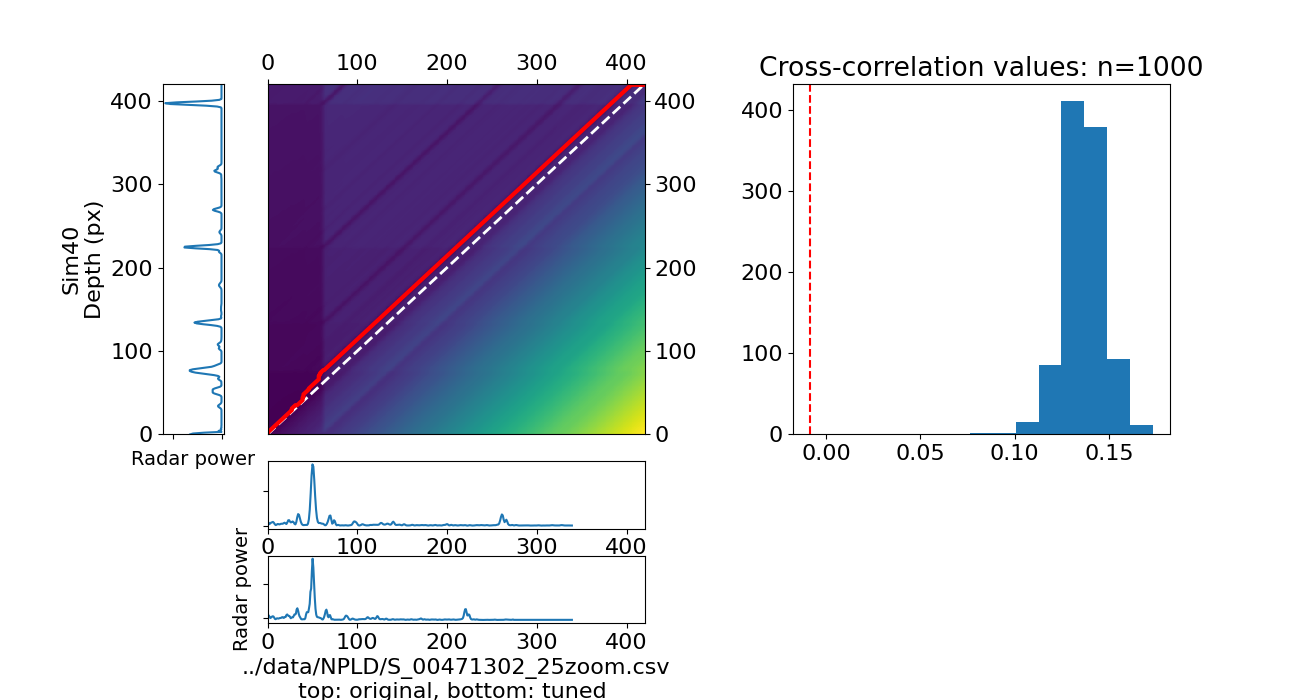 0 100 200 300 400
Cross-correlation values: n=1000
400 300 200 100 0
Sim40
Depth (px)
400 300 200 100 0
400 300 200 100 0
0.00 0.05 0.10 0.15
Radar power
0 100 200 300 400
Radar power
0 100 200 300 400
../data/NPLD/S_00471302_25zoom.csv
top: original, bottom: tuned